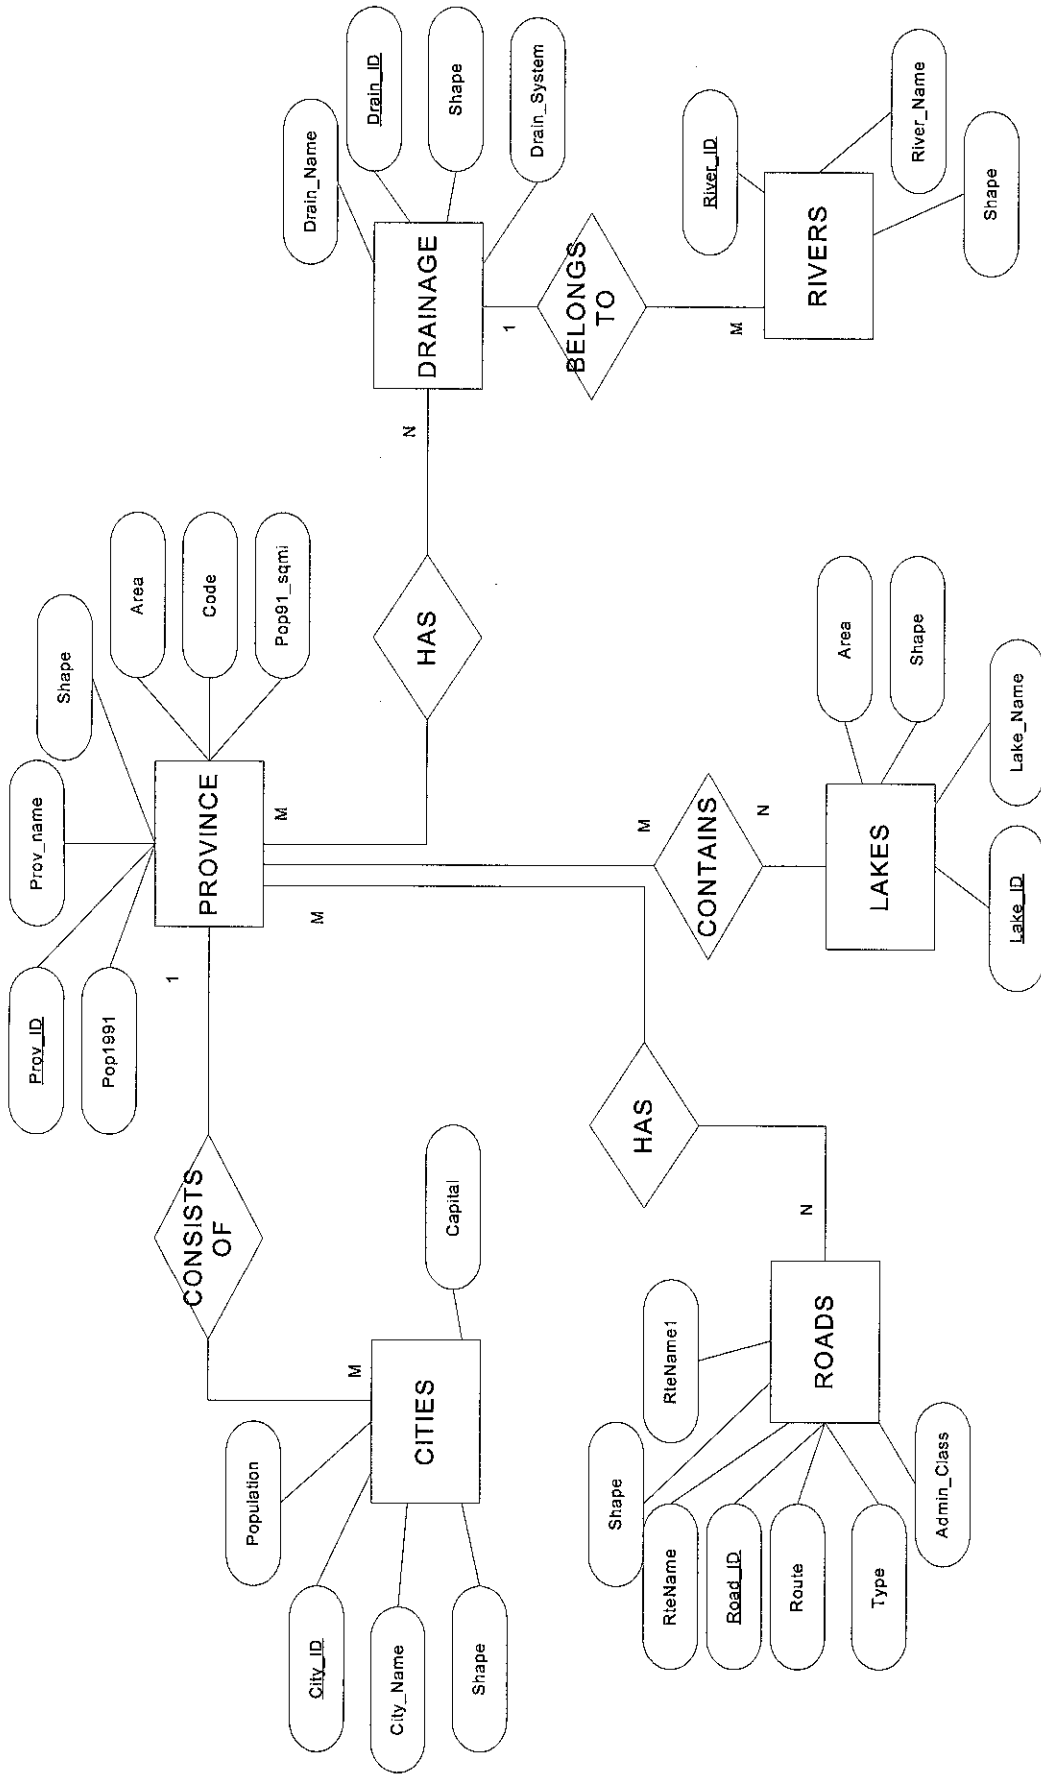 Prov_ID
Prov_name
Shape
Pop1991
Area
Code
Pop91_sqmi
PROVINCE
1
M
M
CONSISTS
OF
M
CITIES
Population
City_ID
City_Name
Shape
Capital
HAS
N
DRAINAGE
Drain_Name
Drain_ID
Shape
Drain_System
1
BELONGS
TO
M
RIVERS
River_ID
River_Name
Shape
M
CONTAINS
N
LAKES
Area
Shape
Lake_Name
Lake_ID
HAS
N
ROADS
RteName1
Shape
RteName
Road_ID
Route
Type
Admin_Class